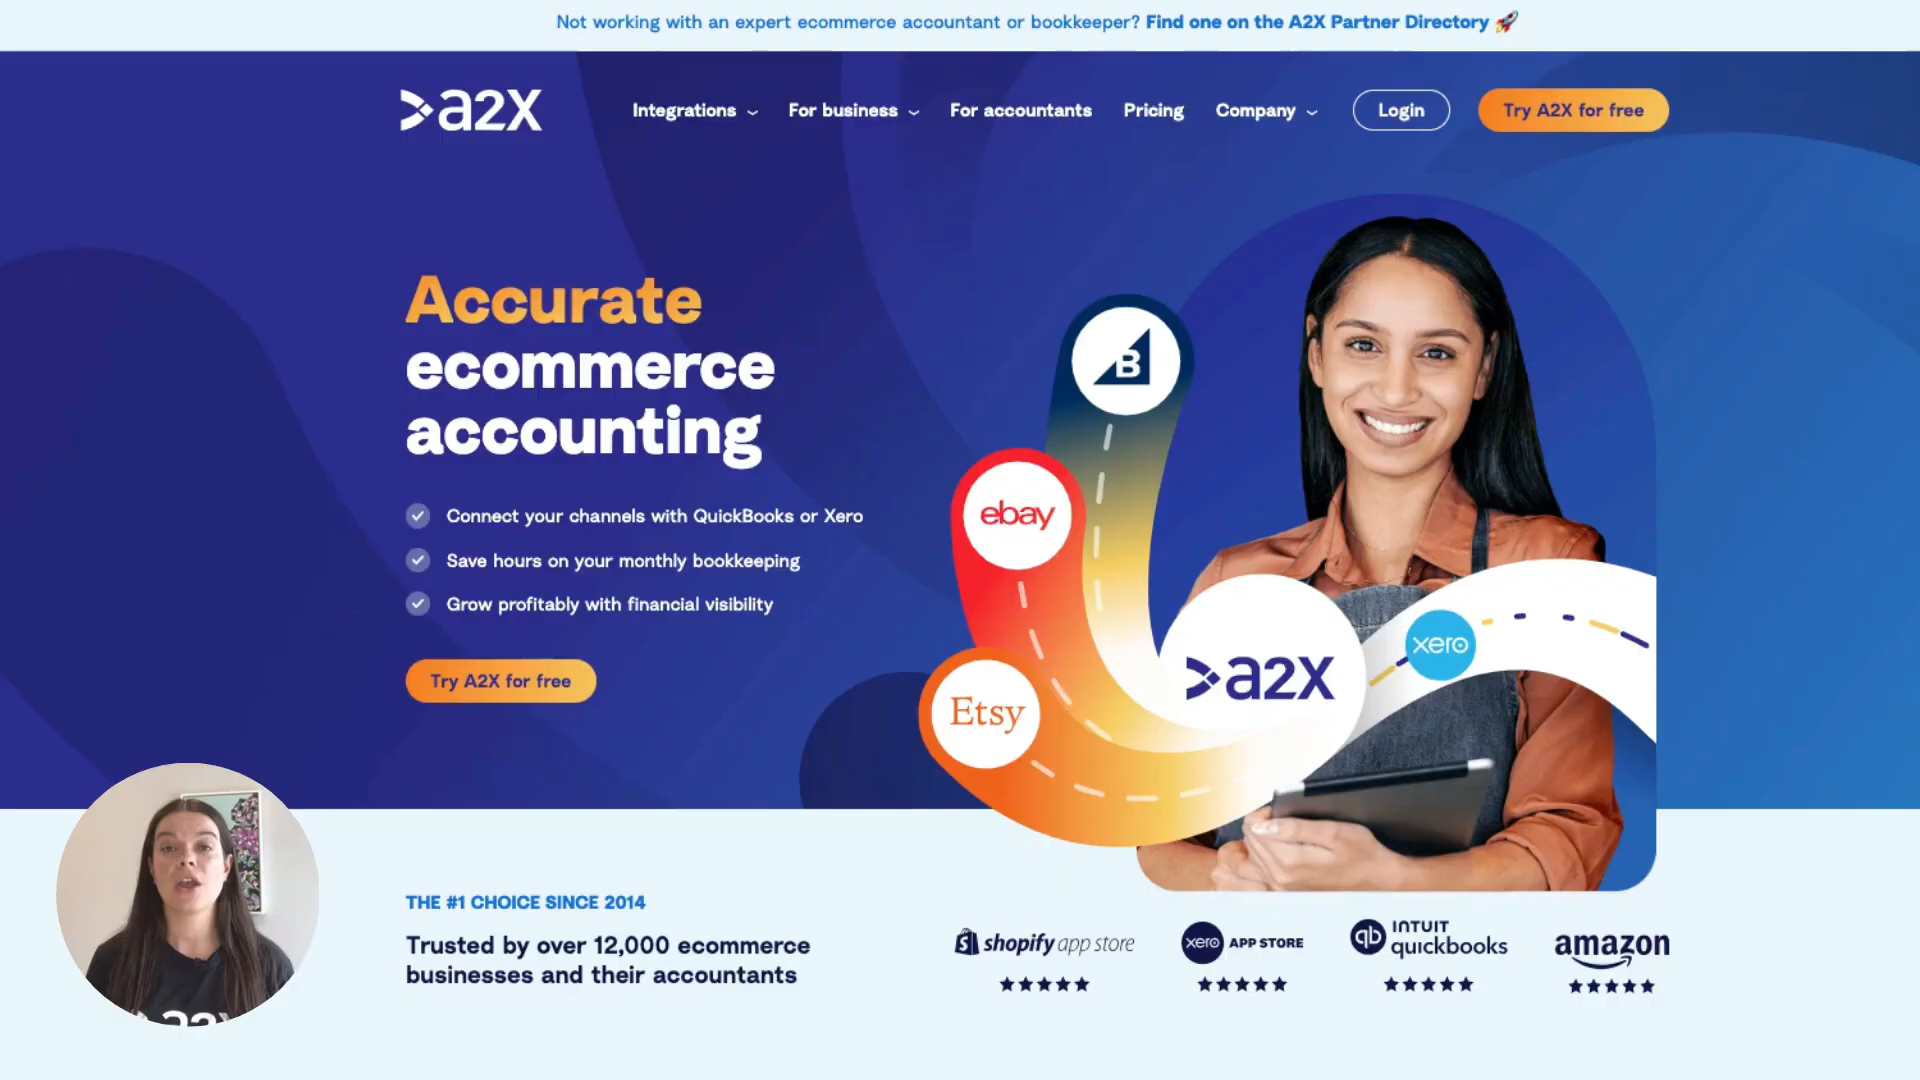 Not working with an expert ecommerce accountant or bookkeeper? Find one on the A2X Partner Directory 🚀
a2x
Integrations
For business
For accountants
Pricing
Company
Login
Try A2X for free
Accurate
ecommerce
accounting
Connect your channels with QuickBooks or Xero
Save hours on your monthly bookkeeping
Grow profitably with financial visibility
Try A2X for free
B
ebay
Etsy
a2x
xero
THE #1 CHOICE SINCE 2014
Trusted by over 12,000 ecommerce
businesses and their accountants
shopify app store
xero APP STORE
qb INTUIT
quickbooks
amazon
a2x